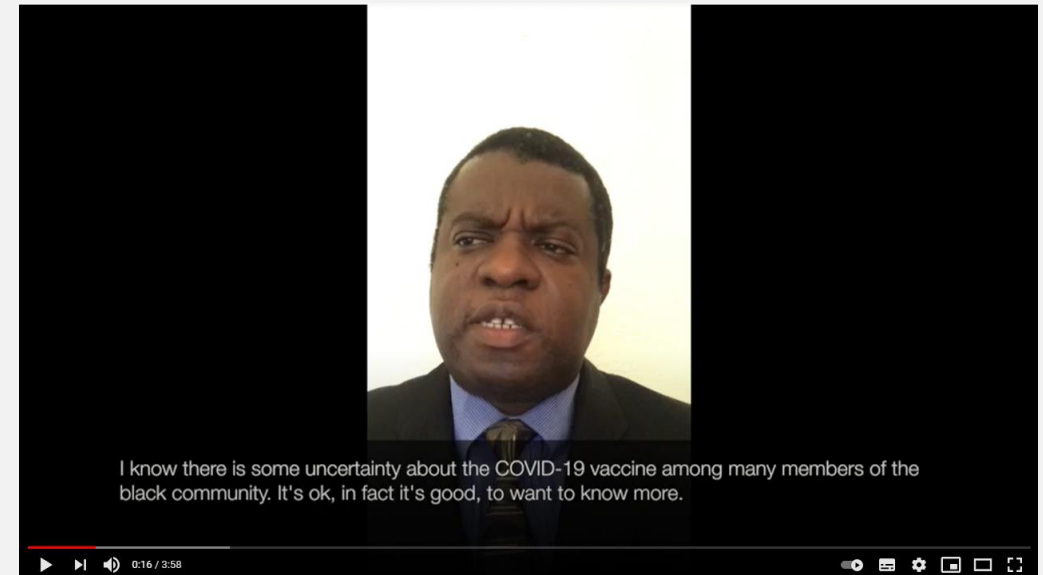 I know there is some uncertainty about the COVID-19 vaccine among many members of the
black community. It's ok, in fact it's good, to want to know more.
0:16 / 3:58